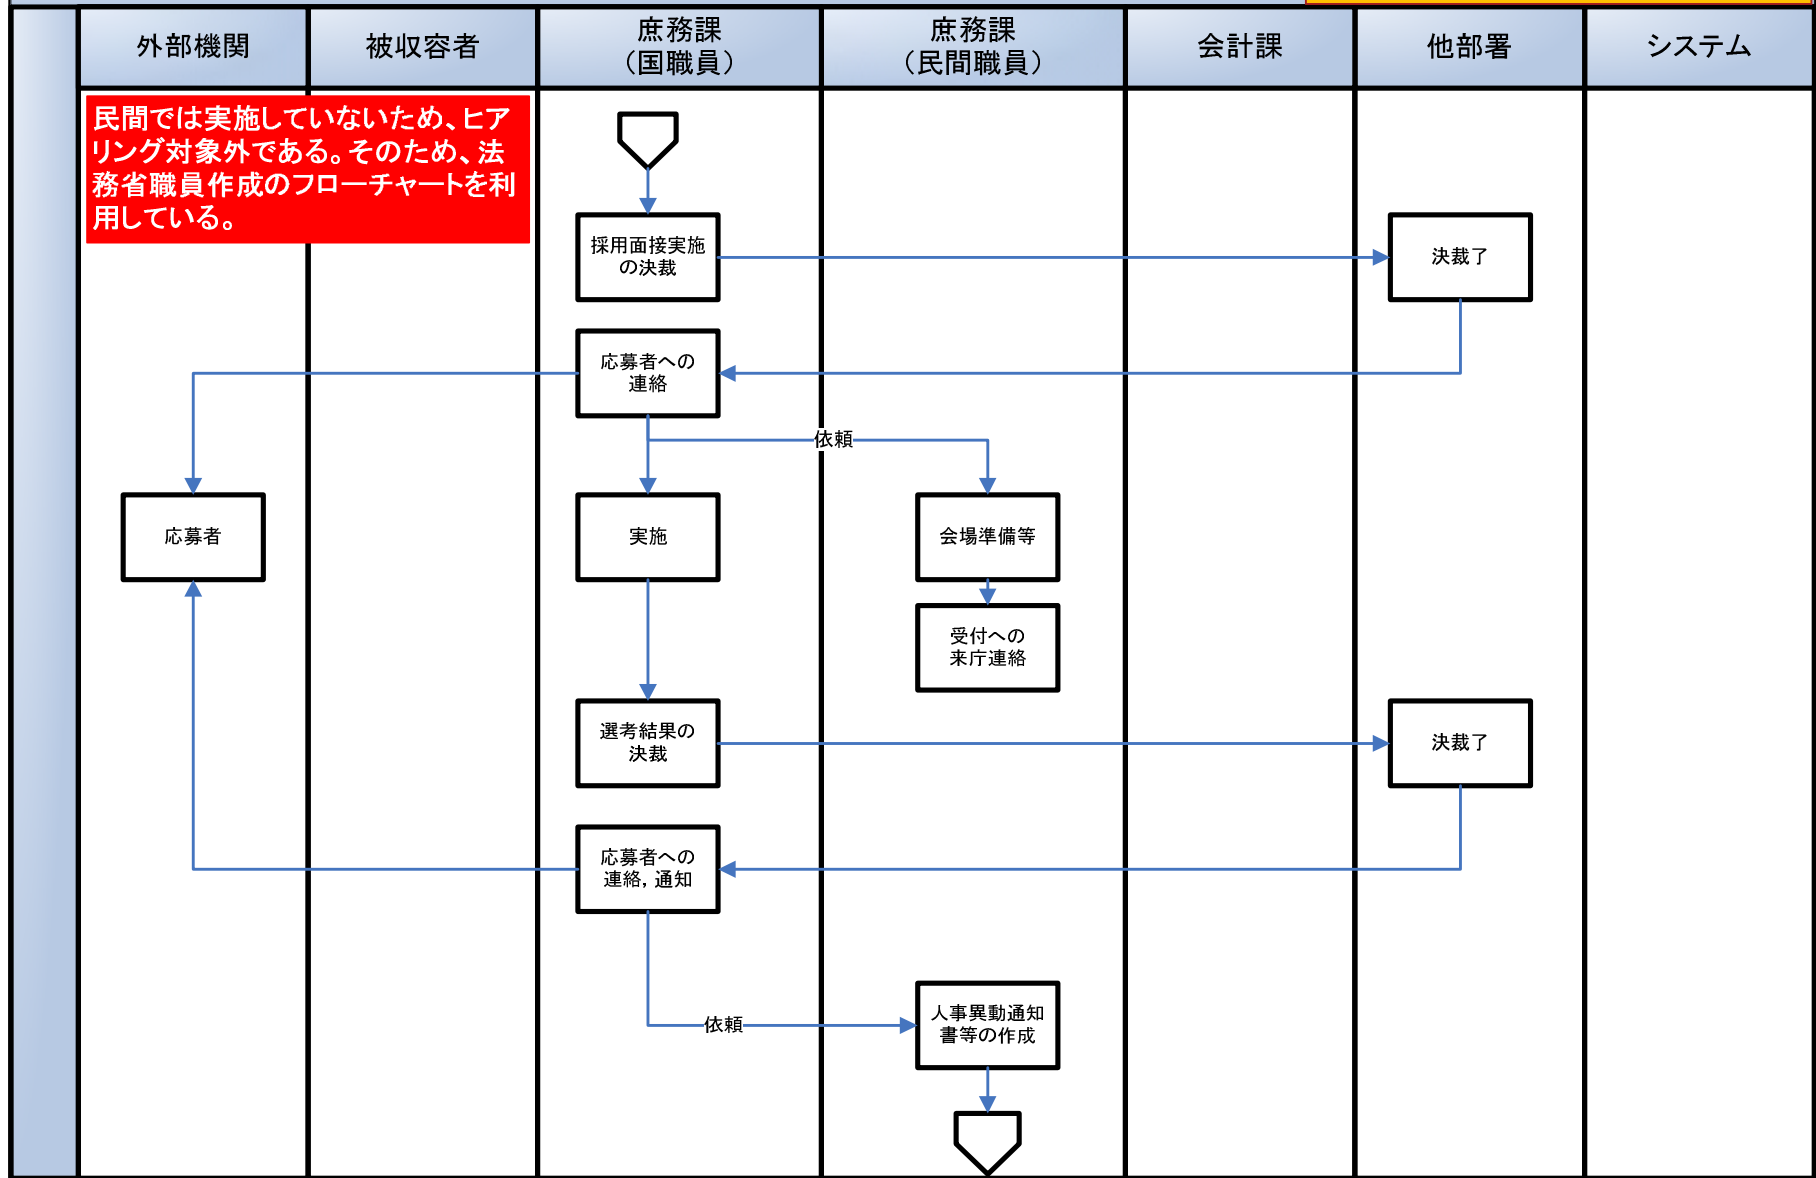 外部機関
被収容者
庶務課
（国職員）
庶務課
（民間職員）
会計課
他部署
システム
民間では実施していないため、ヒア
リング対象外である。そのため、法
務省職員作成のフローチャートを利
用している。
採用面接実施
の決裁
決裁了
応募者への
連絡
依頼
応募者
実施
会場準備等
受付への
来庁連絡
選考結果の
決裁
決裁了
応募者への
連絡，通知
依頼
人事異動通知
書等の作成